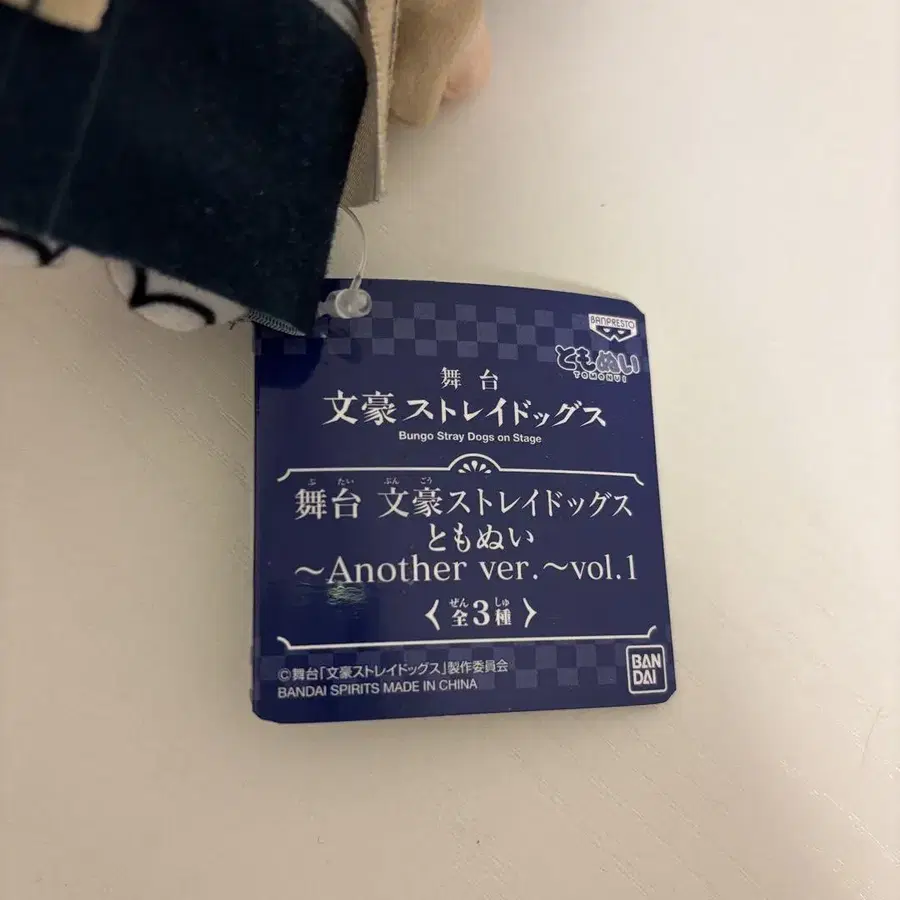 BANPRESTO
ともぬい
TOMONUI
舞台
文豪ストレイドッグス
Bungo Stray Dogs on Stage
ぶたい ぶんごう
舞台 文豪ストレイドッグス
ともぬい
～Another ver.～vol.1
ぜん しゅ
〈全3種〉
©舞台「文豪ストレイドッグス」製作委員会
BANDAI SPIRITS MADE IN CHINA
BAN
DAI